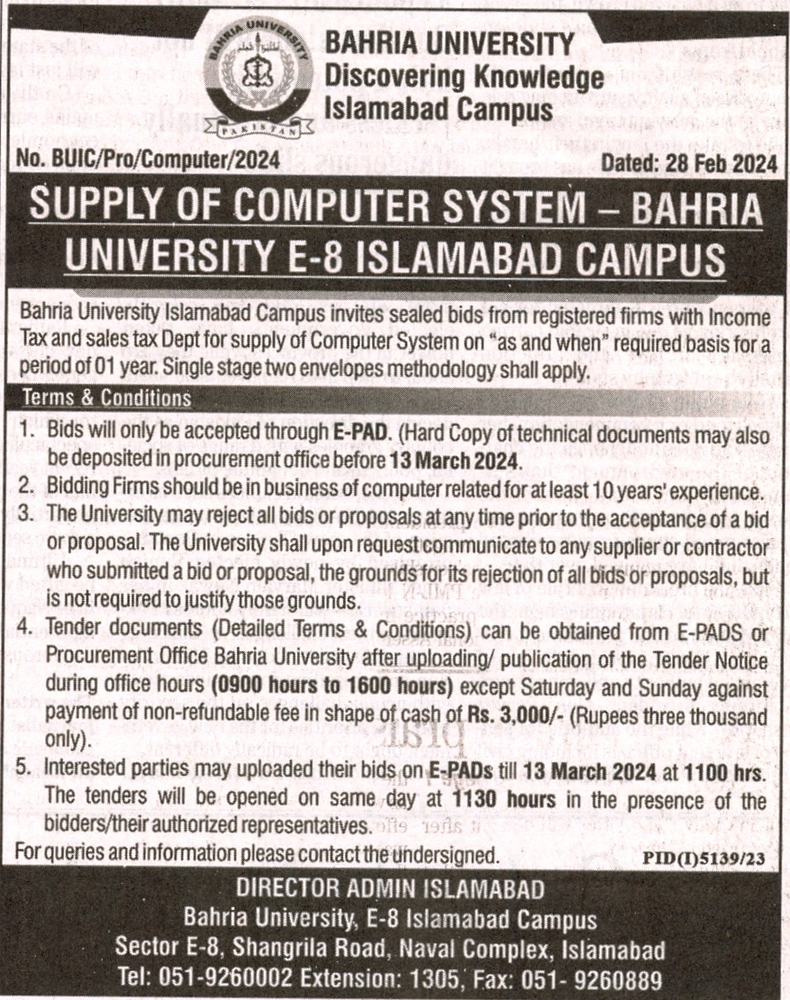 BAHRIA UNIVERSITY
PAKISTAN
BAHRIA UNIVERSITY
Discovering Knowledge
Islamabad Campus
No. BUIC/Pro/Computer/2024 Dated: 28 Feb 2024
SUPPLY OF COMPUTER SYSTEM – BAHRIA
UNIVERSITY E-8 ISLAMABAD CAMPUS
Bahria University Islamabad Campus invites sealed bids from registered firms with Income
Tax and sales tax Dept for supply of Computer System on "as and when" required basis for a
period of 01 year. Single stage two envelopes methodology shall apply.
Terms & Conditions
1. Bids will only be accepted through E-PAD. (Hard Copy of technical documents may also
be deposited in procurement office before 13 March 2024.
2. Bidding Firms should be in business of computer related for at least 10 years' experience.
3. The University may reject all bids or proposals at any time prior to the acceptance of a bid
or proposal. The University shall upon request communicate to any supplier or contractor
who submitted a bid or proposal, the grounds for its rejection of all bids or proposals, but
is not required to justify those grounds.
4. Tender documents (Detailed Terms & Conditions) can be obtained from E-PADS or
Procurement Office Bahria University after uploading/ publication of the Tender Notice
during office hours (0900 hours to 1600 hours) except Saturday and Sunday against
payment of non-refundable fee in shape of cash of Rs. 3,000/- (Rupees three thousand
only).
5. Interested parties may uploaded their bids on E-PADs till 13 March 2024 at 1100 hrs.
The tenders will be opened on same day at 1130 hours in the presence of the
bidders/their authorized representatives.
For queries and information please contact the undersigned. PID(I)5139/23
DIRECTOR ADMIN ISLAMABAD
Bahria University, E-8 Islamabad Campus
Sector E-8, Shangrila Road, Naval Complex, Islamabad
Tel: 051-9260002 Extension: 1305, Fax: 051- 9260889